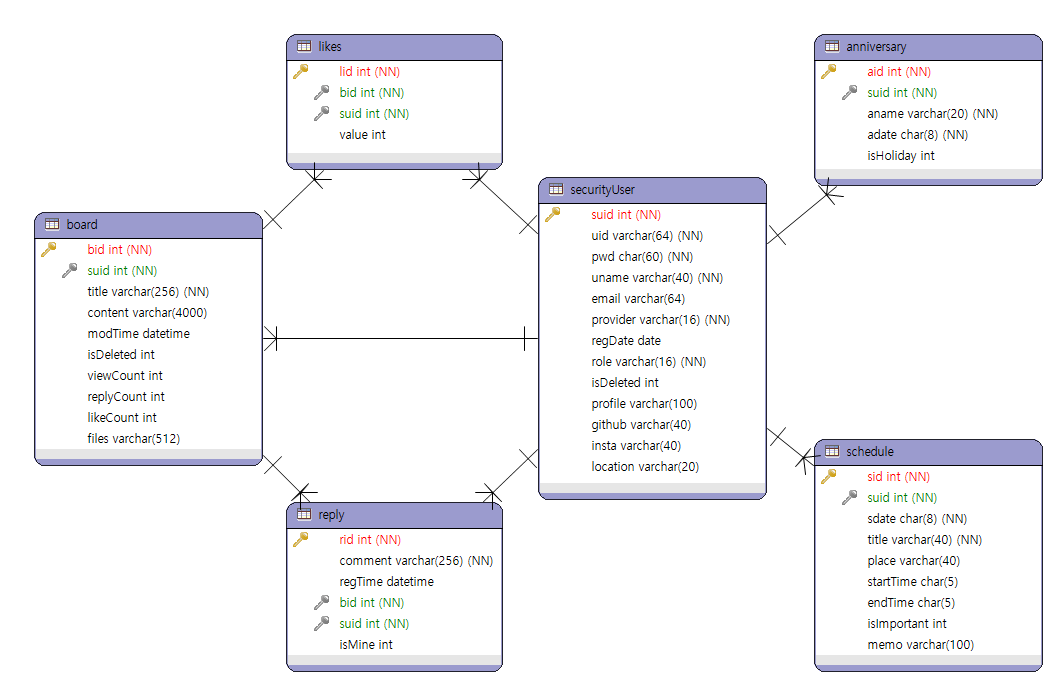 likes
lid int (NN)
bid int (NN)
suid int (NN)
value int
anniversary
aid int (NN)
suid int (NN)
aname varchar(20) (NN)
adate char(8) (NN)
isHoliday int
securityUser
suid int (NN)
uid varchar(64) (NN)
pwd char(60) (NN)
uname varchar(40) (NN)
email varchar(64)
provider varchar(16) (NN)
regDate date
role varchar(16) (NN)
isDeleted int
profile varchar(100)
github varchar(40)
insta varchar(40)
location varchar(20)
board
bid int (NN)
suid int (NN)
title varchar(256) (NN)
content varchar(4000)
modTime datetime
isDeleted int
viewCount int
replyCount int
likeCount int
files varchar(512)
reply
rid int (NN)
comment varchar(256) (NN)
regTime datetime
bid int (NN)
suid int (NN)
isMine int
schedule
sid int (NN)
suid int (NN)
sdate char(8) (NN)
title varchar(40) (NN)
place varchar(40)
startTime char(5)
endTime char(5)
isImportant int
memo varchar(100)